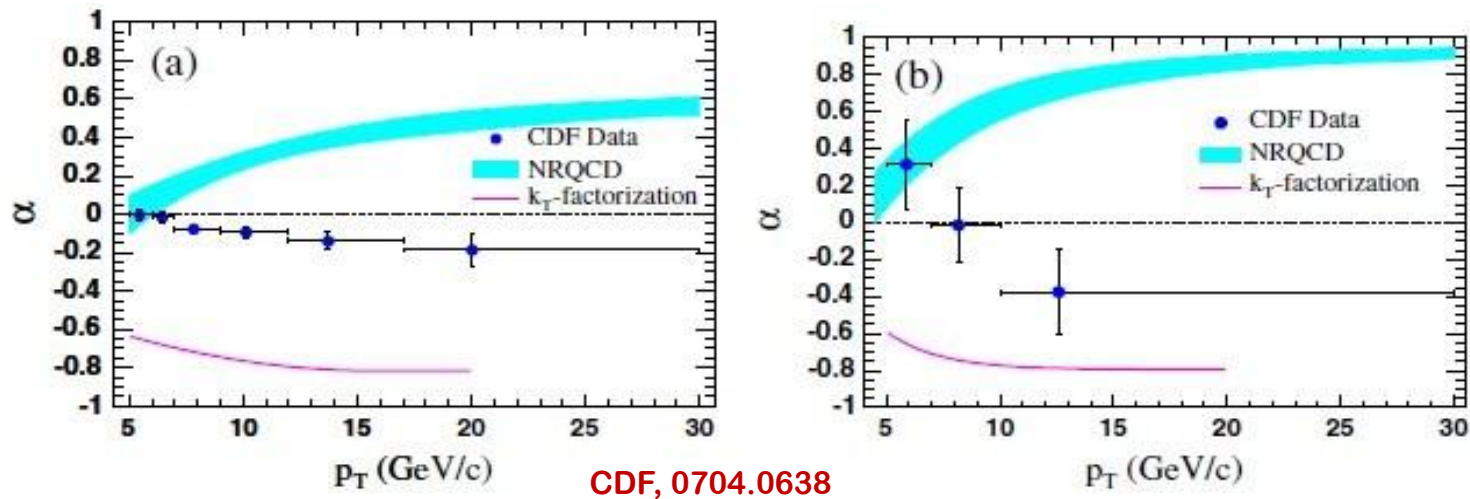 (a)
1
0.8
0.6
0.4
0.2
0
-0.2
-0.4
-0.6
-0.8
-1
α
CDF Data
NRQCD
k_T-factorization
5 10 15 20 25 30
p_T (GeV/c)
(b)
1
0.8
0.6
0.4
0.2
0
-0.2
-0.4
-0.6
-0.8
-1
α
CDF Data
NRQCD
k_T-factorization
5 10 15 20 25 30
p_T (GeV/c)
CDF, 0704.0638